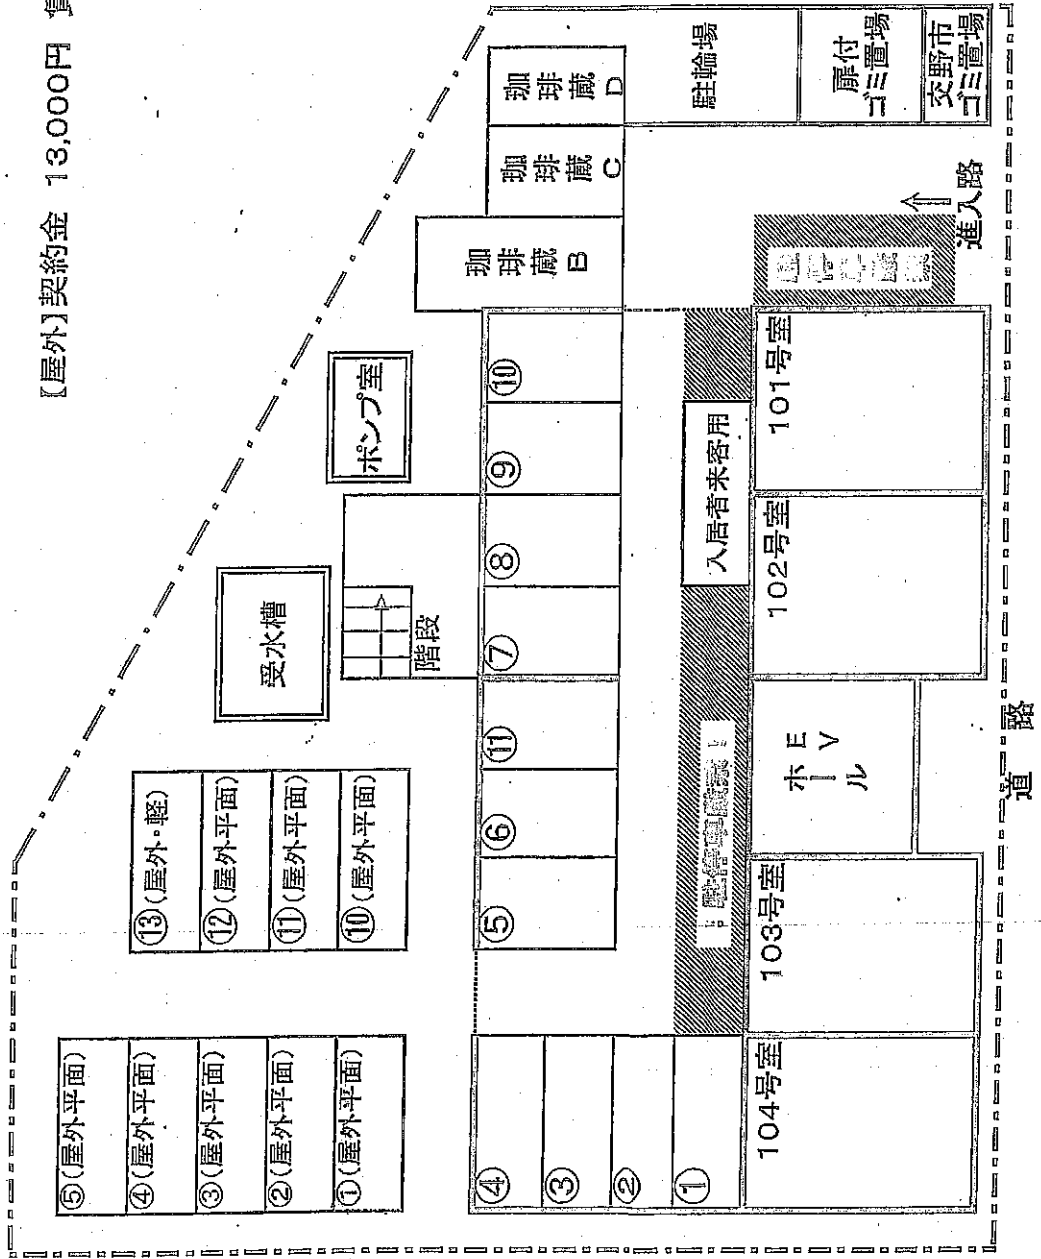 【屋外】契約金 13,000円
⑤(屋外平面)
④(屋外平面)
③(屋外平面)
②(屋外平面)
①(屋外平面)
⑬(屋外・軽)
⑫(屋外平面)
⑪(屋外平面)
⑩(屋外平面)
受水槽
ポンプ室
階段
④
③
②
①
⑤
⑥
⑪
⑦
⑧
⑨
⑩
珈琲蔵B
珈琲蔵C
珈琲蔵D
駐輪場
扉付
ゴミ置場
交野市
ゴミ置場
入居者来客用
進入路
104号室
103号室
EV
ホール
102号室
101号室
道路